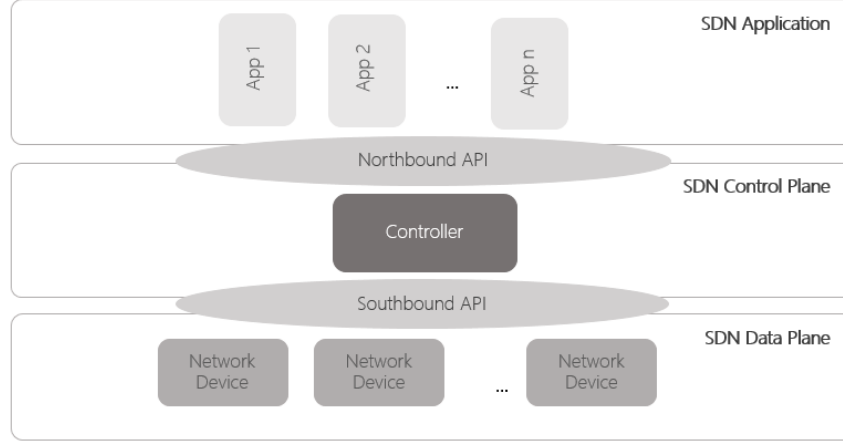 SDN Application
App 1
App 2
...
App n
Northbound API
SDN Control Plane
Controller
Southbound API
SDN Data Plane
Network
Device
Network
Device
...
Network
Device